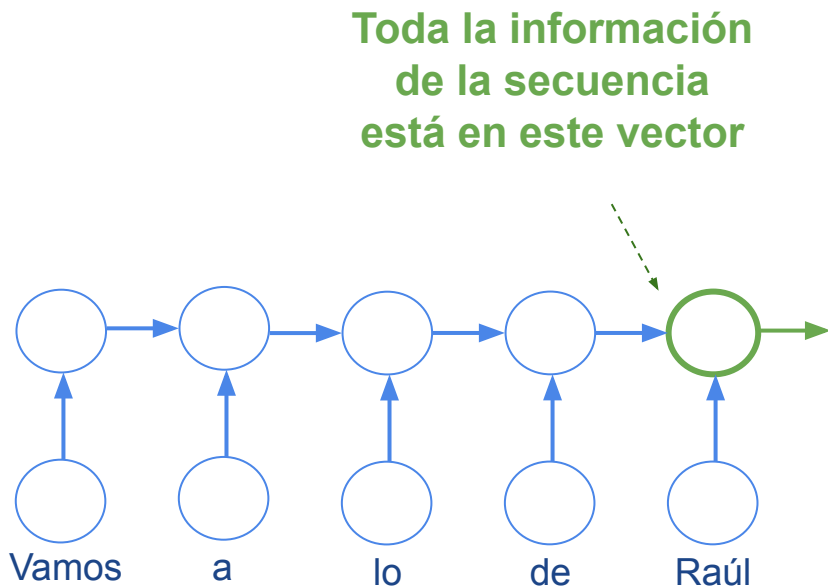 Toda la información
de la secuencia
está en este vector
Vamos a lo de Raúl